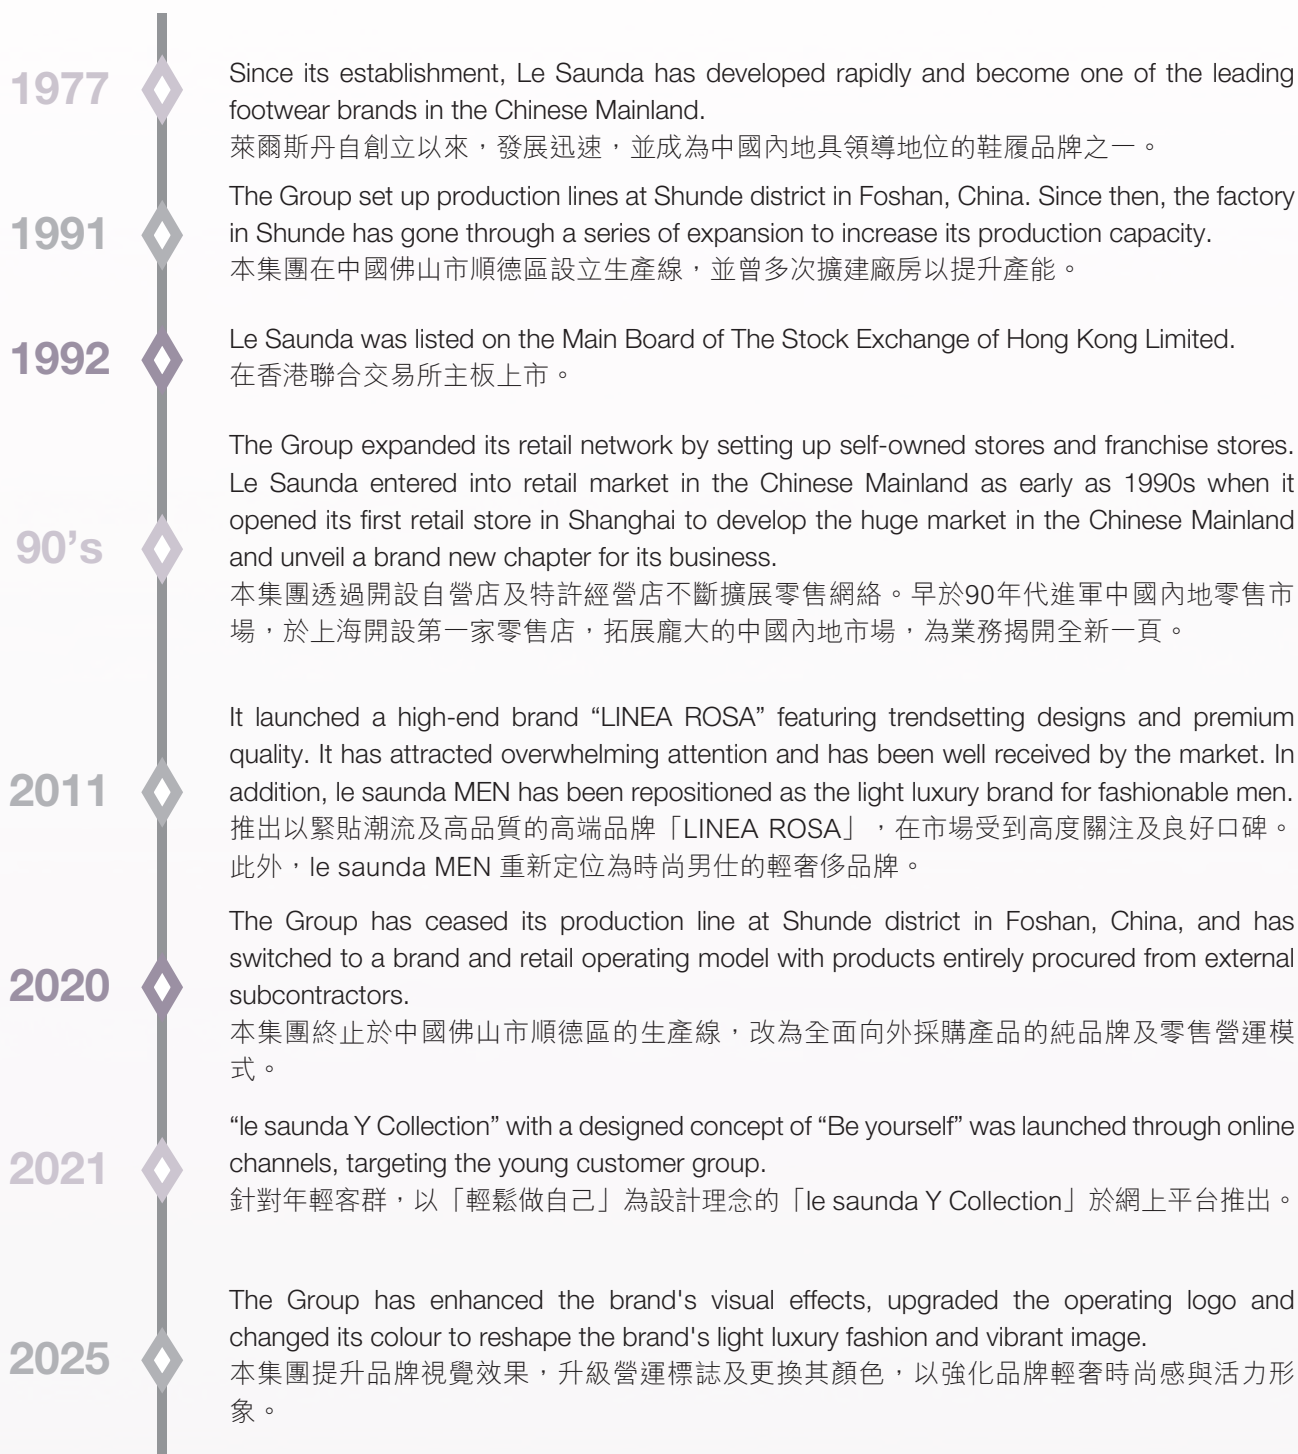 1977
Since its establishment, Le Saunda has developed rapidly and become one of the leading
footwear brands in the Chinese Mainland.
萊爾斯丹自創立以來，發展迅速，並成為中國內地具領導地位的鞋履品牌之一。
1991
The Group set up production lines at Shunde district in Foshan, China. Since then, the factory
in Shunde has gone through a series of expansion to increase its production capacity.
本集團在中國佛山市順德區設立生產線，並曾多次擴建廠房以提升產能。
1992
Le Saunda was listed on the Main Board of The Stock Exchange of Hong Kong Limited.
在香港聯合交易所主板上市。
90’s
The Group expanded its retail network by setting up self-owned stores and franchise stores.
Le Saunda entered into retail market in the Chinese Mainland as early as 1990s when it
opened its first retail store in Shanghai to develop the huge market in the Chinese Mainland
and unveil a brand new chapter for its business.
本集團透過開設自營店及特許經營店不斷擴展零售網絡。早於90年代進軍中國內地零售市
場，於上海開設第一家零售店，拓展龐大的中國內地市場，為業務揭開全新一頁。
2011
It launched a high-end brand “LINEA ROSA” featuring trendsetting designs and premium
quality. It has attracted overwhelming attention and has been well received by the market. In
addition, le saunda MEN has been repositioned as the light luxury brand for fashionable men.
推出以緊貼潮流及高品質的高端品牌「LINEA ROSA」，在市場受到高度關注及良好口碑。
此外，le saunda MEN 重新定位為時尚男仕的輕奢侈品牌。
2020
The Group has ceased its production line at Shunde district in Foshan, China, and has
switched to a brand and retail operating model with products entirely procured from external
subcontractors.
本集團終止於中國佛山市順德區的生產線，改為全面向外採購產品的純品牌及零售營運模
式。
2021
“le saunda Y Collection” with a designed concept of “Be yourself” was launched through online
channels, targeting the young customer group.
針對年輕客群，以「輕鬆做自己」為設計理念的「le saunda Y Collection」於網上平台推出。
2025
The Group has enhanced the brand's visual effects, upgraded the operating logo and
changed its colour to reshape the brand's light luxury fashion and vibrant image.
本集團提升品牌視覺效果，升級營運標誌及更換其顏色，以強化品牌輕奢時尚感與活力形
象。